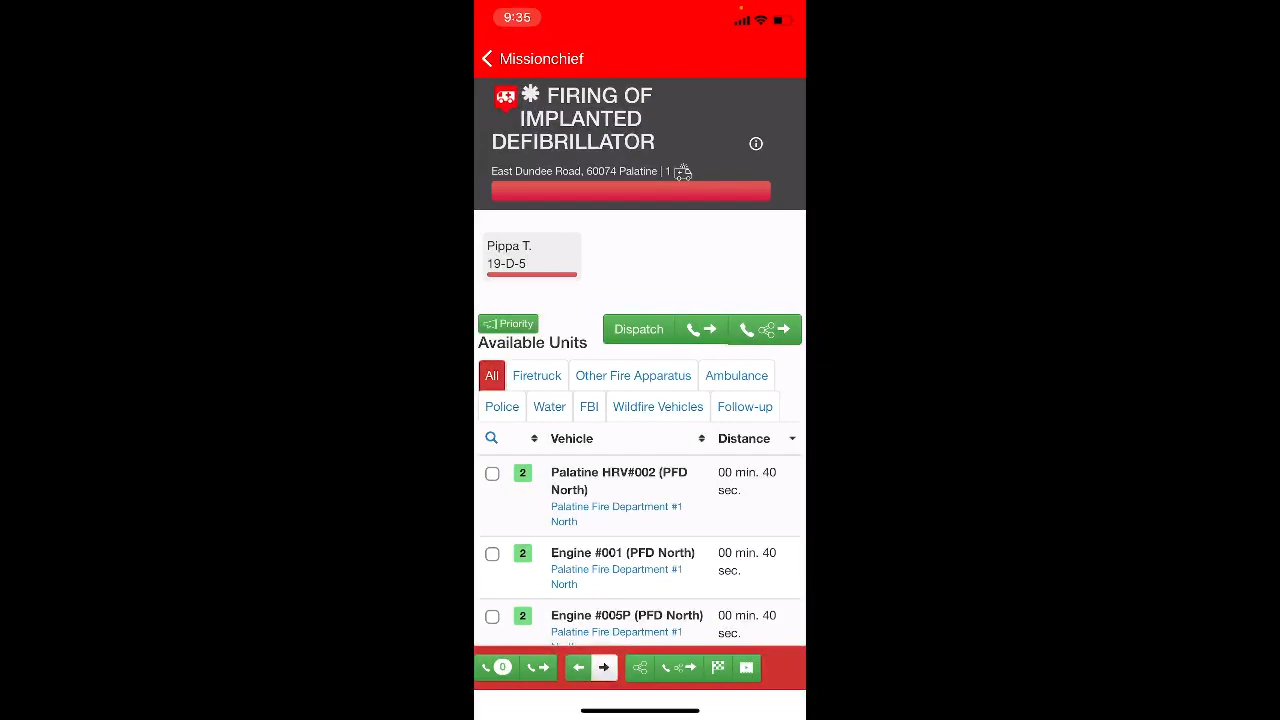 9:35
Missionchief
FIRING OF
IMPLANTED
DEFIBRILLATOR
East Dundee Road, 60074 Palatine | 1
Pippa T.
19-D-5
Priority
Available Units
Dispatch
All Firetruck Other Fire Apparatus Ambulance
Police Water FBI Wildfire Vehicles Follow-up
Vehicle Distance
2 Palatine HRV#002 (PFD 00 min. 40
North) sec.
Palatine Fire Department #1
North
2 Engine #001 (PFD North) 00 min. 40
Palatine Fire Department #1 sec.
North
2 Engine #005P (PFD North) 00 min. 40
Palatine Fire Department #1 sec.
0